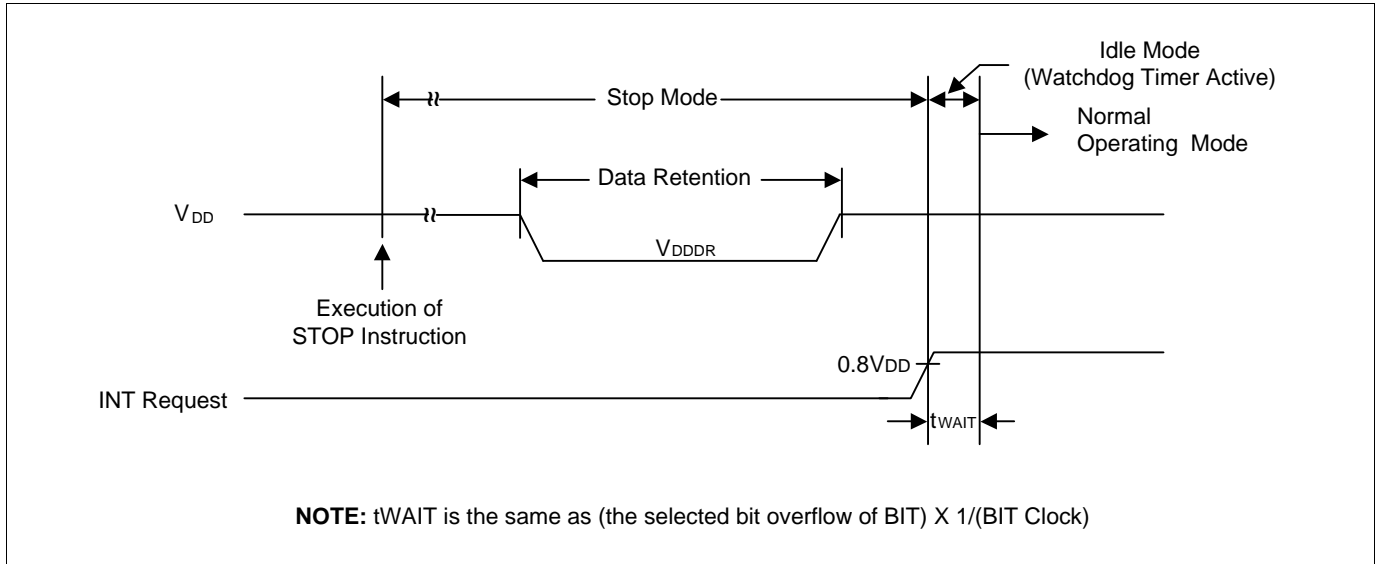 Idle Mode
(Watchdog Timer Active)
Stop Mode
Normal
Operating Mode
Data Retention
VDD
VDDDR
Execution of
STOP Instruction
0.8VDD
INT Request
tWAIT
NOTE: tWAIT is the same as (the selected bit overflow of BIT) X 1/(BIT Clock)